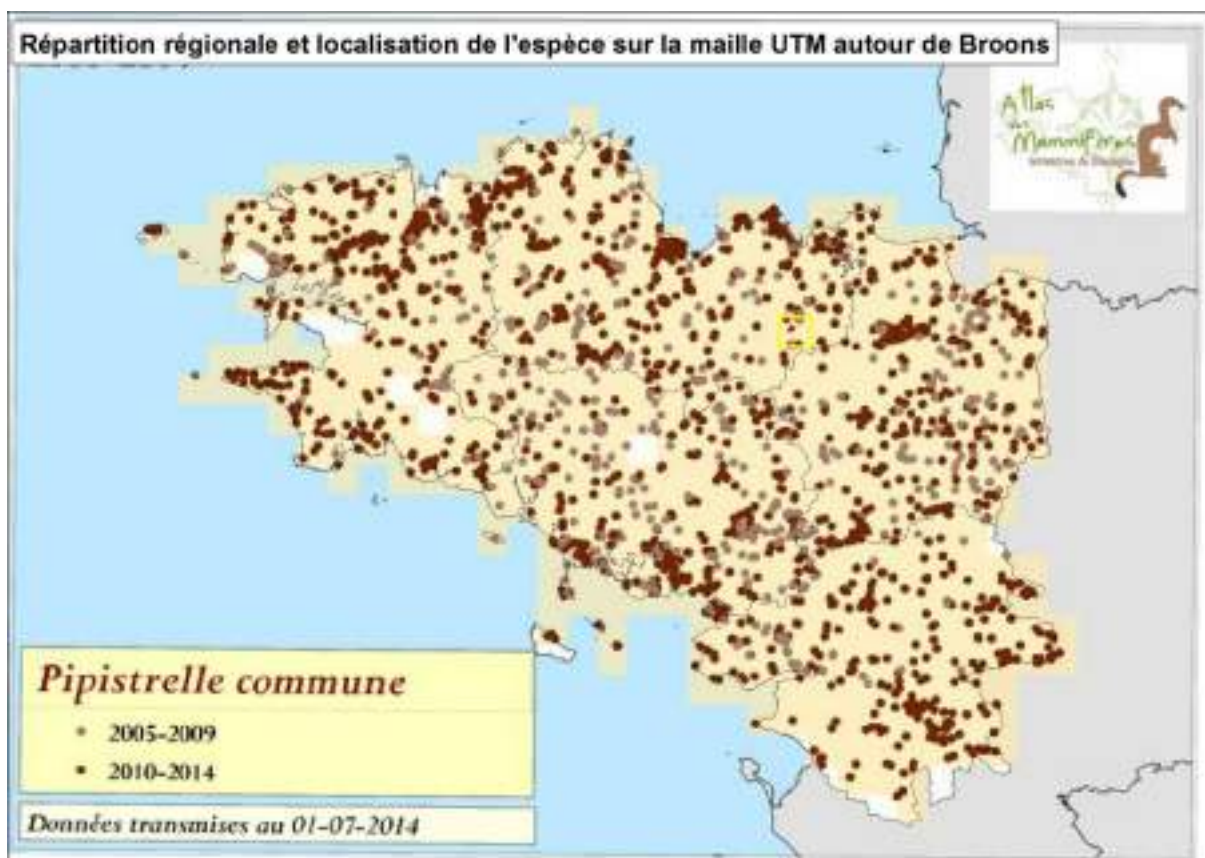 Répartition régionale et localisation de l'espèce sur la maille UTM autour de Broons
Atlas
des
Mammifères
Pipistrelle commune
2005-2009
2010-2014
Données transmises au 01-07-2014